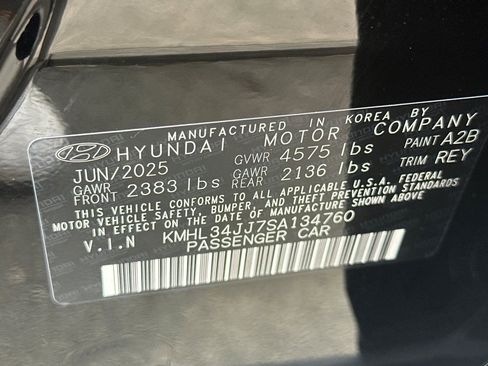 MANUFACTURED IN KOREA BY
HYUNDAI MOTOR COMPANY
JUN/2025 GVWR 4575 lbs PAINT A2B
GAWR FRONT 2383 lbs GAWR REAR 2136 lbs TRIM REY
THIS VEHICLE CONFORMS TO ALL APPLICABLE U.S.A. FEDERAL
MOTOR VEHICLE SAFETY, BUMPER, AND THEFT PREVENTION STANDARDS
IN EFFECT ON THE DATE OF MANUFACTURE SHOWN ABOVE.
V.I.N KMHL34JJ7SA134760
PASSENGER CAR